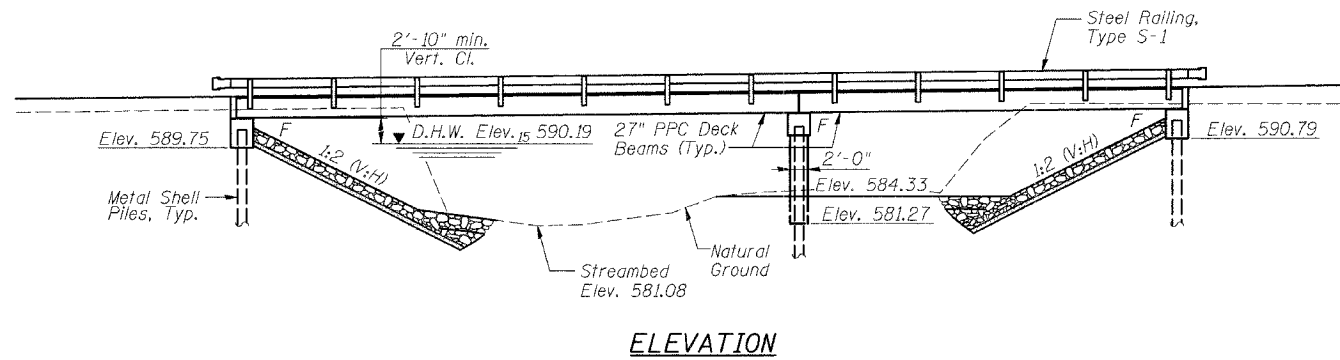 Steel Railing,
Type S-1
2'-10" min.
Vert. Cl.
F
D.H.W. Elev.15 590.19
27" PPC Deck
Beams (Typ.)
F
F
Elev. 589.75
Elev. 590.79
1:2 (V:H)
1:2 (V:H)
2'-0"
Metal Shell
Piles, Typ.
Elev. 584.33
Elev. 581.27
Natural
Ground
Streambed
Elev. 581.08
ELEVATION